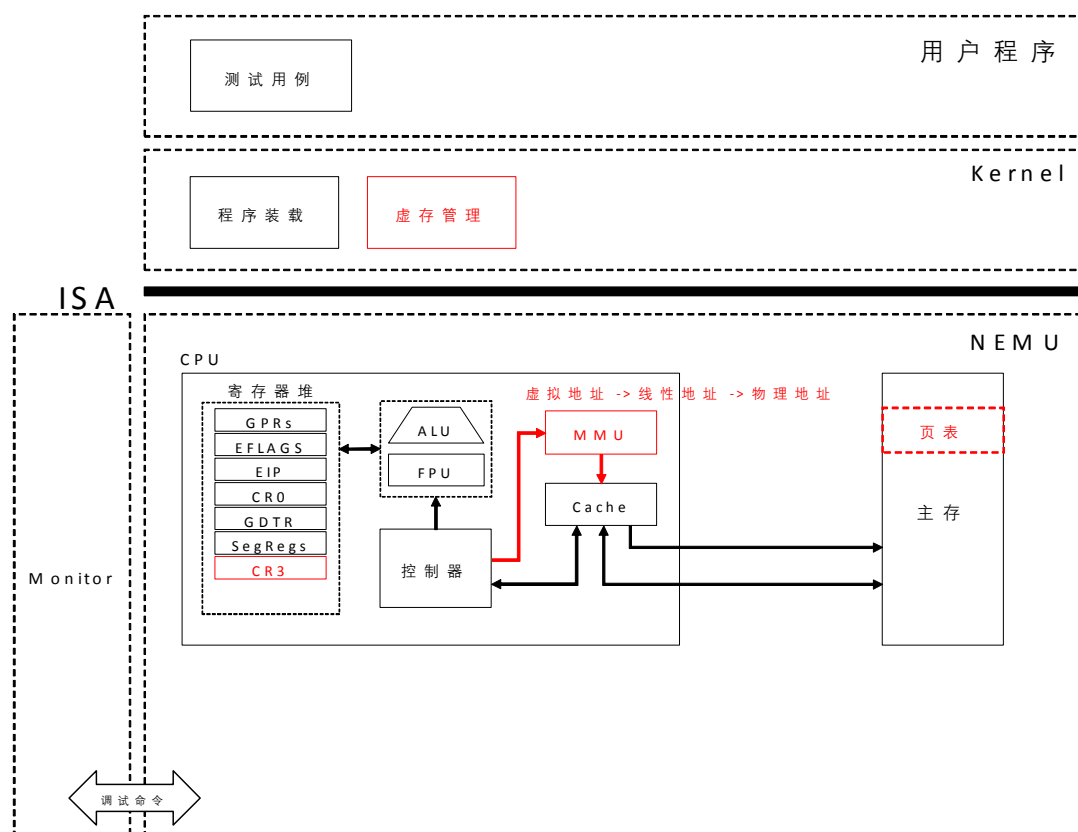 用户程序
测试用例
Kernel
程序装载
虚存管理
ISA
NEMU
CPU
寄存器堆
虚拟地址 -> 线性地址 -> 物理地址
GPRs
EFLAGS
EIP
CR0
GDTR
SegRegs
CR3
ALU
FPU
控制器
MMU
Cache
页表
主存
Monitor
调试命令